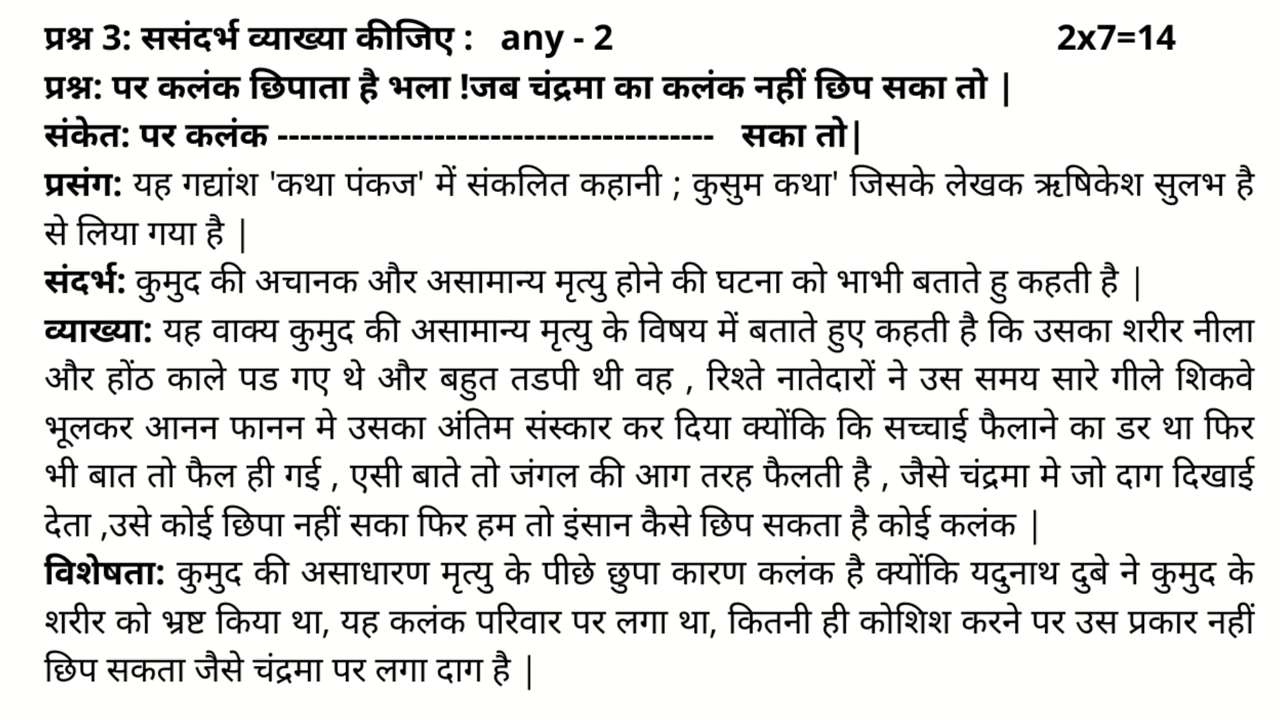 प्रश्न 3: ससंदर्भ व्याख्या कीजिए : any - 2 2x7=14
प्रश्न: पर कलंक छिपाता है भला !जब चंद्रमा का कलंक नहीं छिप सका तो |
संकेत: पर कलंक --------------------------------------- सका तो|
प्रसंग: यह गद्यांश 'कथा पंकज' में संकलित कहानी ; कुसुम कथा' जिसके लेखक ऋषिकेश सुलभ है
से लिया गया है |
संदर्भ: कुमुद की अचानक और असामान्य मृत्यु होने की घटना को भाभी बताते हु कहती है |
व्याख्या: यह वाक्य कुमुद की असामान्य मृत्यु के विषय में बताते हुए कहती है कि उसका शरीर नीला
और होंठ काले पड गए थे और बहुत तडपी थी वह , रिश्ते नातेदारों ने उस समय सारे गीले शिकवे
भूलकर आनन फानन मे उसका अंतिम संस्कार कर दिया क्योंकि कि सच्चाई फैलाने का डर था फिर
भी बात तो फैल ही गई , एसी बाते तो जंगल की आग तरह फैलती है , जैसे चंद्रमा मे जो दाग दिखाई
देता ,उसे कोई छिपा नहीं सका फिर हम तो इंसान कैसे छिप सकता है कोई कलंक |
विशेषता: कुमुद की असाधारण मृत्यु के पीछे छुपा कारण कलंक है क्योंकि यदुनाथ दुबे ने कुमुद के
शरीर को भ्रष्ट किया था, यह कलंक परिवार पर लगा था, कितनी ही कोशिश करने पर उस प्रकार नहीं
छिप सकता जैसे चंद्रमा पर लगा दाग है |